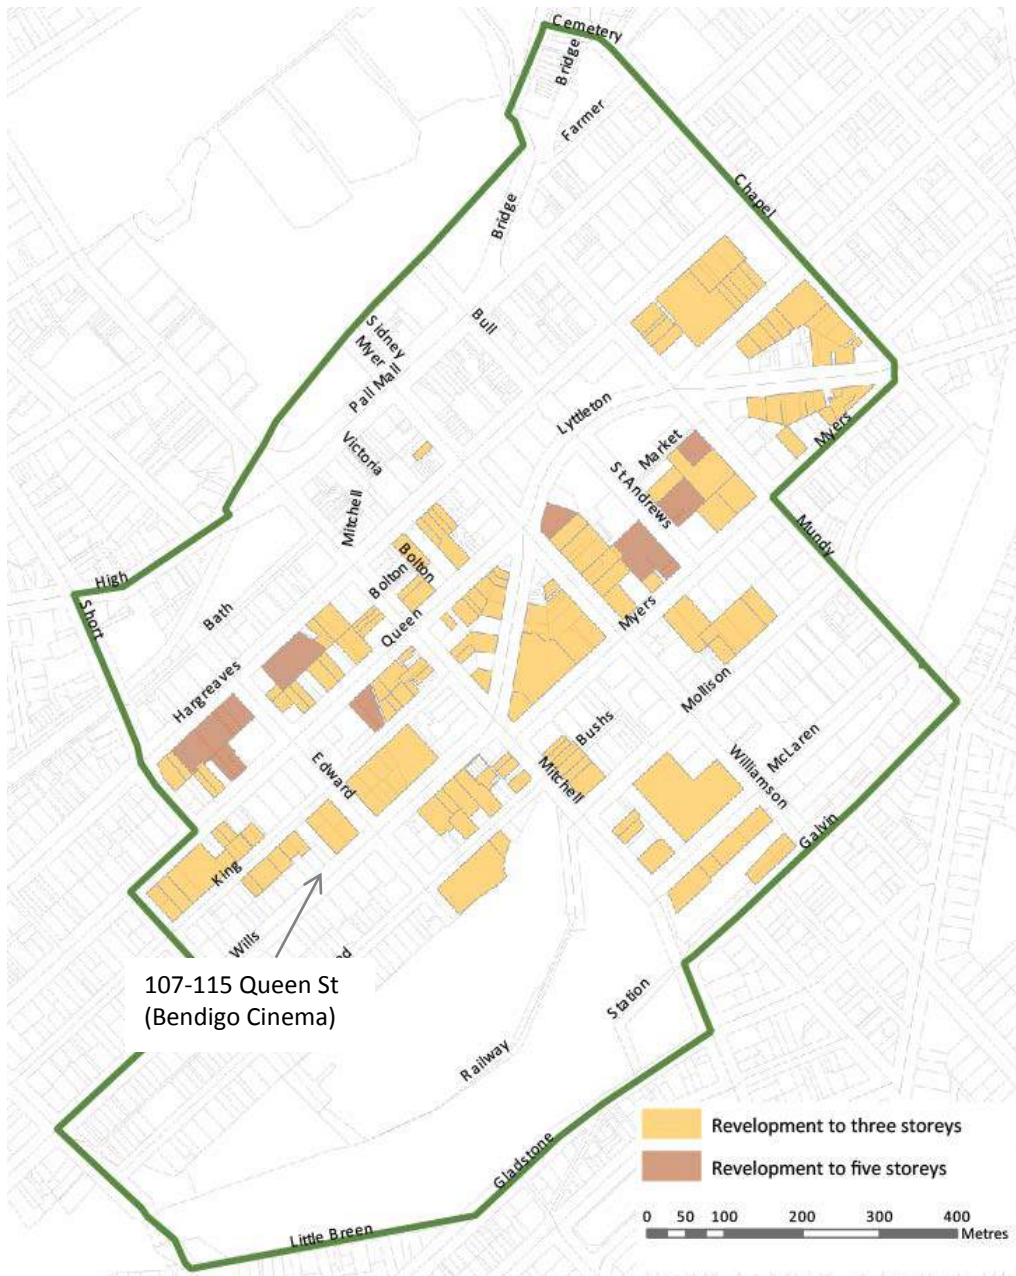 Cemetery
Bridge
Farmer
Chapel
Bridge
Bull
Sidney
Myer
Pall Mall
Lyttleton
Victoria
Market
Myers
St Andrews
Mitchell
Mundy
Bolton
Bolton
High
Short
Bath
Queen
Myers
Hargreaves
Mollison
Bushs
McLaren
Edward
Mitchell
Williamson
Galvin
King
Wills
107-115 Queen St
(Bendigo Cinema)
Station
Railway
Revelopment to three storeys
Revelopment to five storeys
Gladstone
0 50 100 200 300 400
Metres
Little Breen